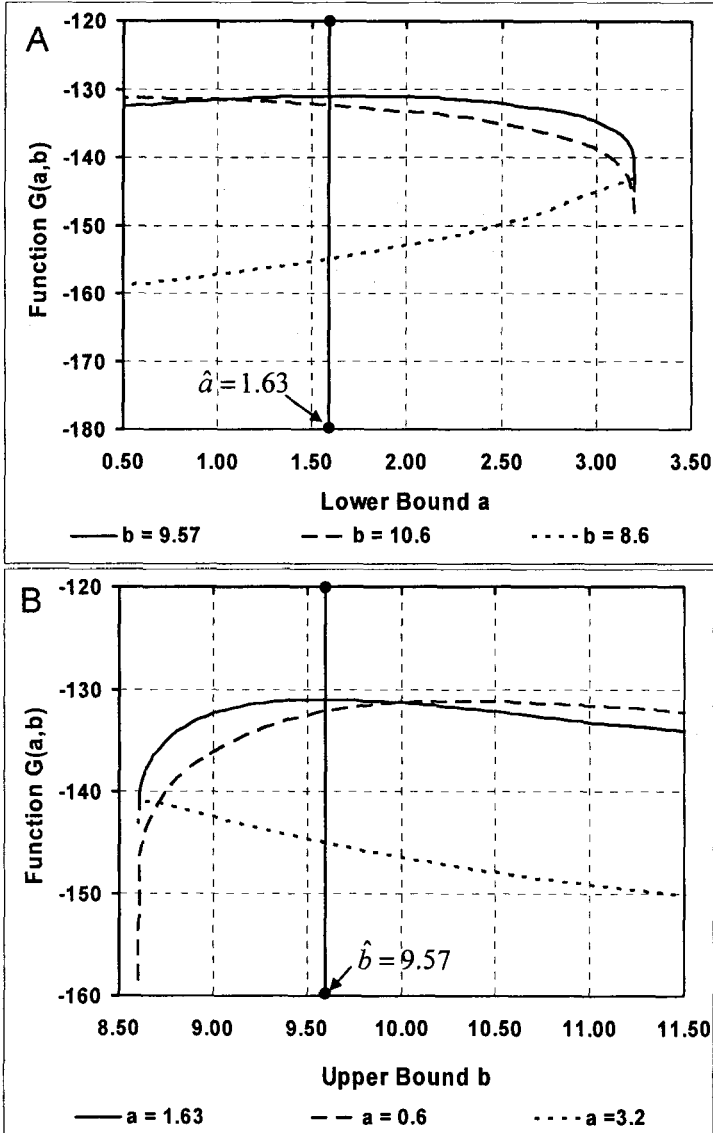 A
-120
-130
-140
-150
-160
-170
-180
Function G(a,b)
â = 1.63
0.50 1.00 1.50 2.00 2.50 3.00 3.50
Lower Bound a
b = 9.57 b = 10.6 b = 8.6
B
-120
-130
-140
-150
-160
Function G(a,b)
b̂ = 9.57
8.50 9.00 9.50 10.00 10.50 11.00 11.50
Upper Bound b
a = 1.63 a = 0.6 a =3.2